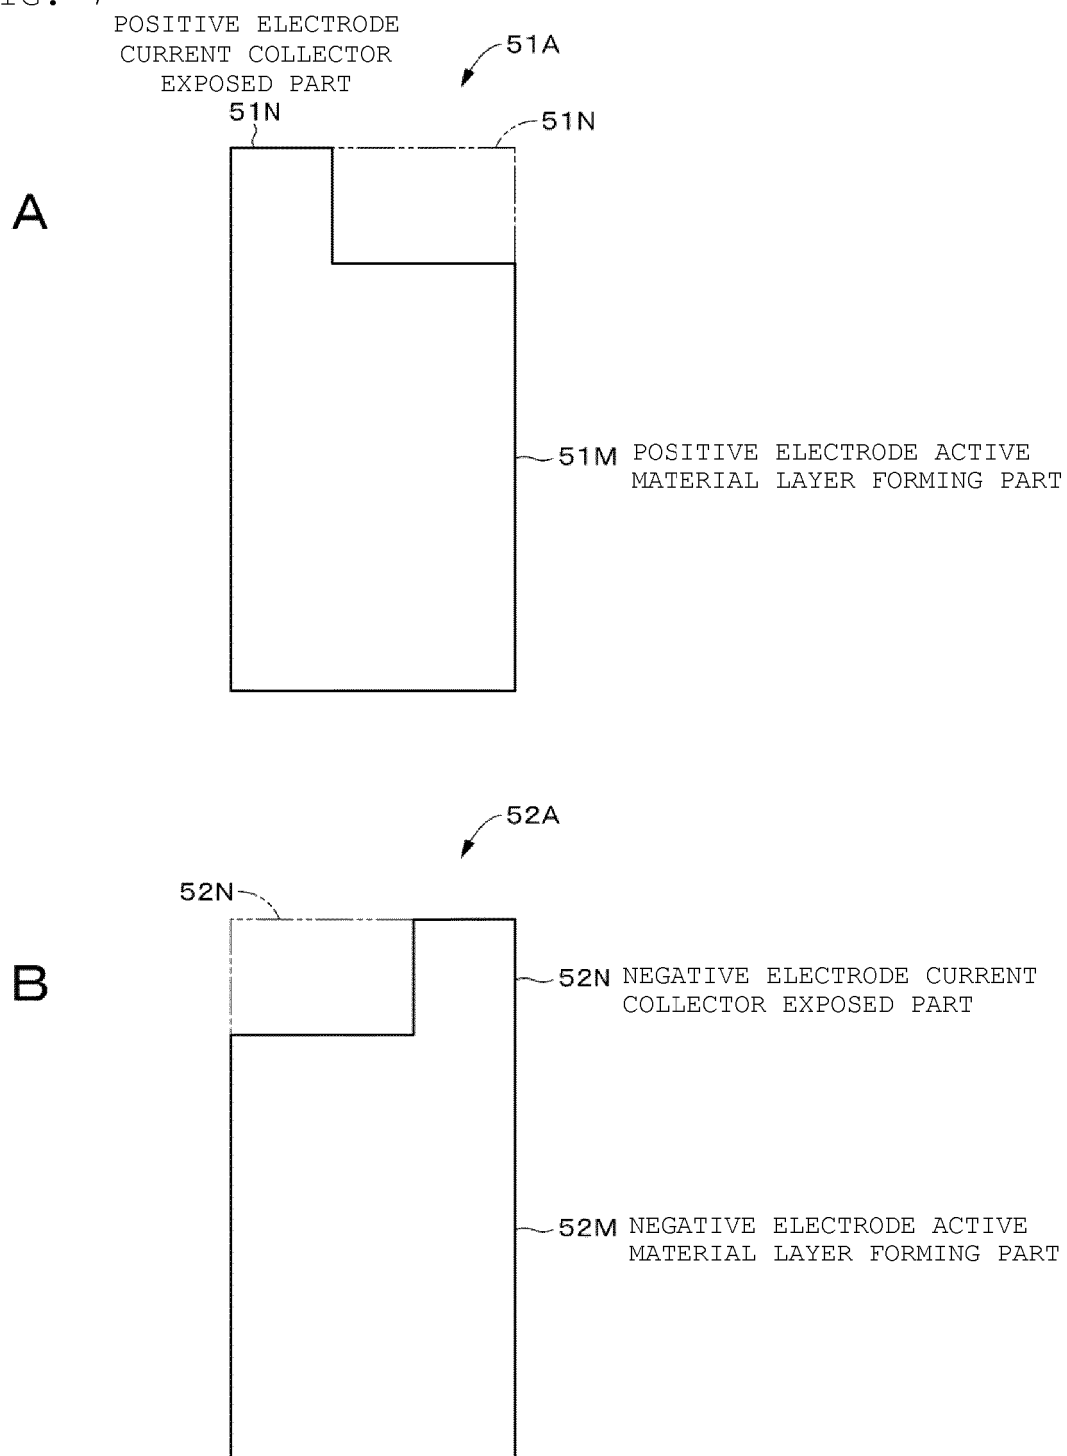 POSITIVE ELECTRODE
CURRENT COLLECTOR
EXPOSED PART
51N
51A
51N
A
51M POSITIVE ELECTRODE ACTIVE
MATERIAL LAYER FORMING PART
52A
52N
B
52N NEGATIVE ELECTRODE CURRENT
COLLECTOR EXPOSED PART
52M NEGATIVE ELECTRODE ACTIVE
MATERIAL LAYER FORMING PART